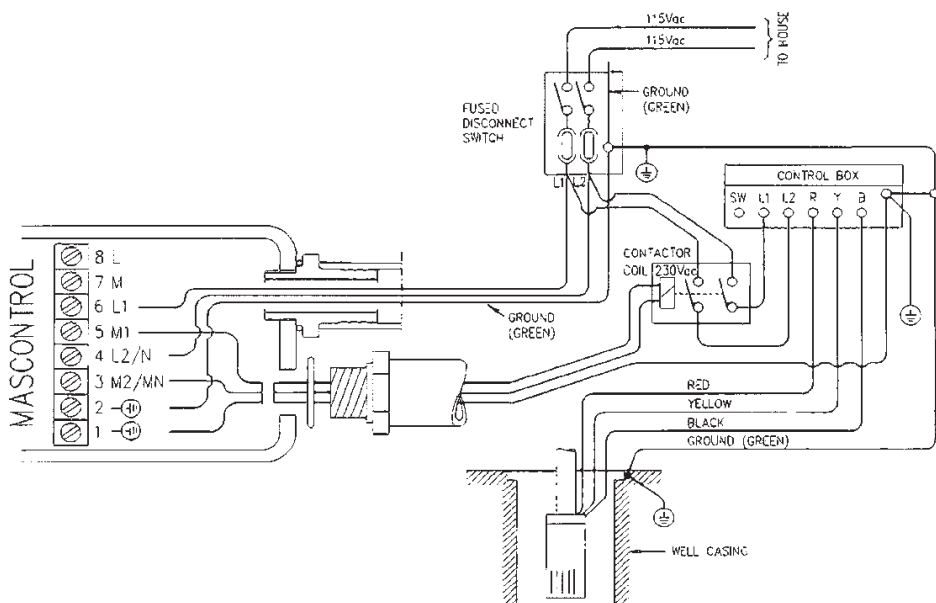 115Vac
115Vac
TO HOUSE
GROUND
(GREEN)
FUSED
DISCONNECT
SWITCH
L1 L2
CONTROL BOX
SW L1 L2 R Y B
CONTACTOR
COIL 230Vac
MASCONTROL
8 L
7 M
6 L1
5 M1
4 L2/N
3 M2/MN
2
1
GROUND
(GREEN)
RED
YELLOW
BLACK
GROUND (GREEN)
WELL CASING